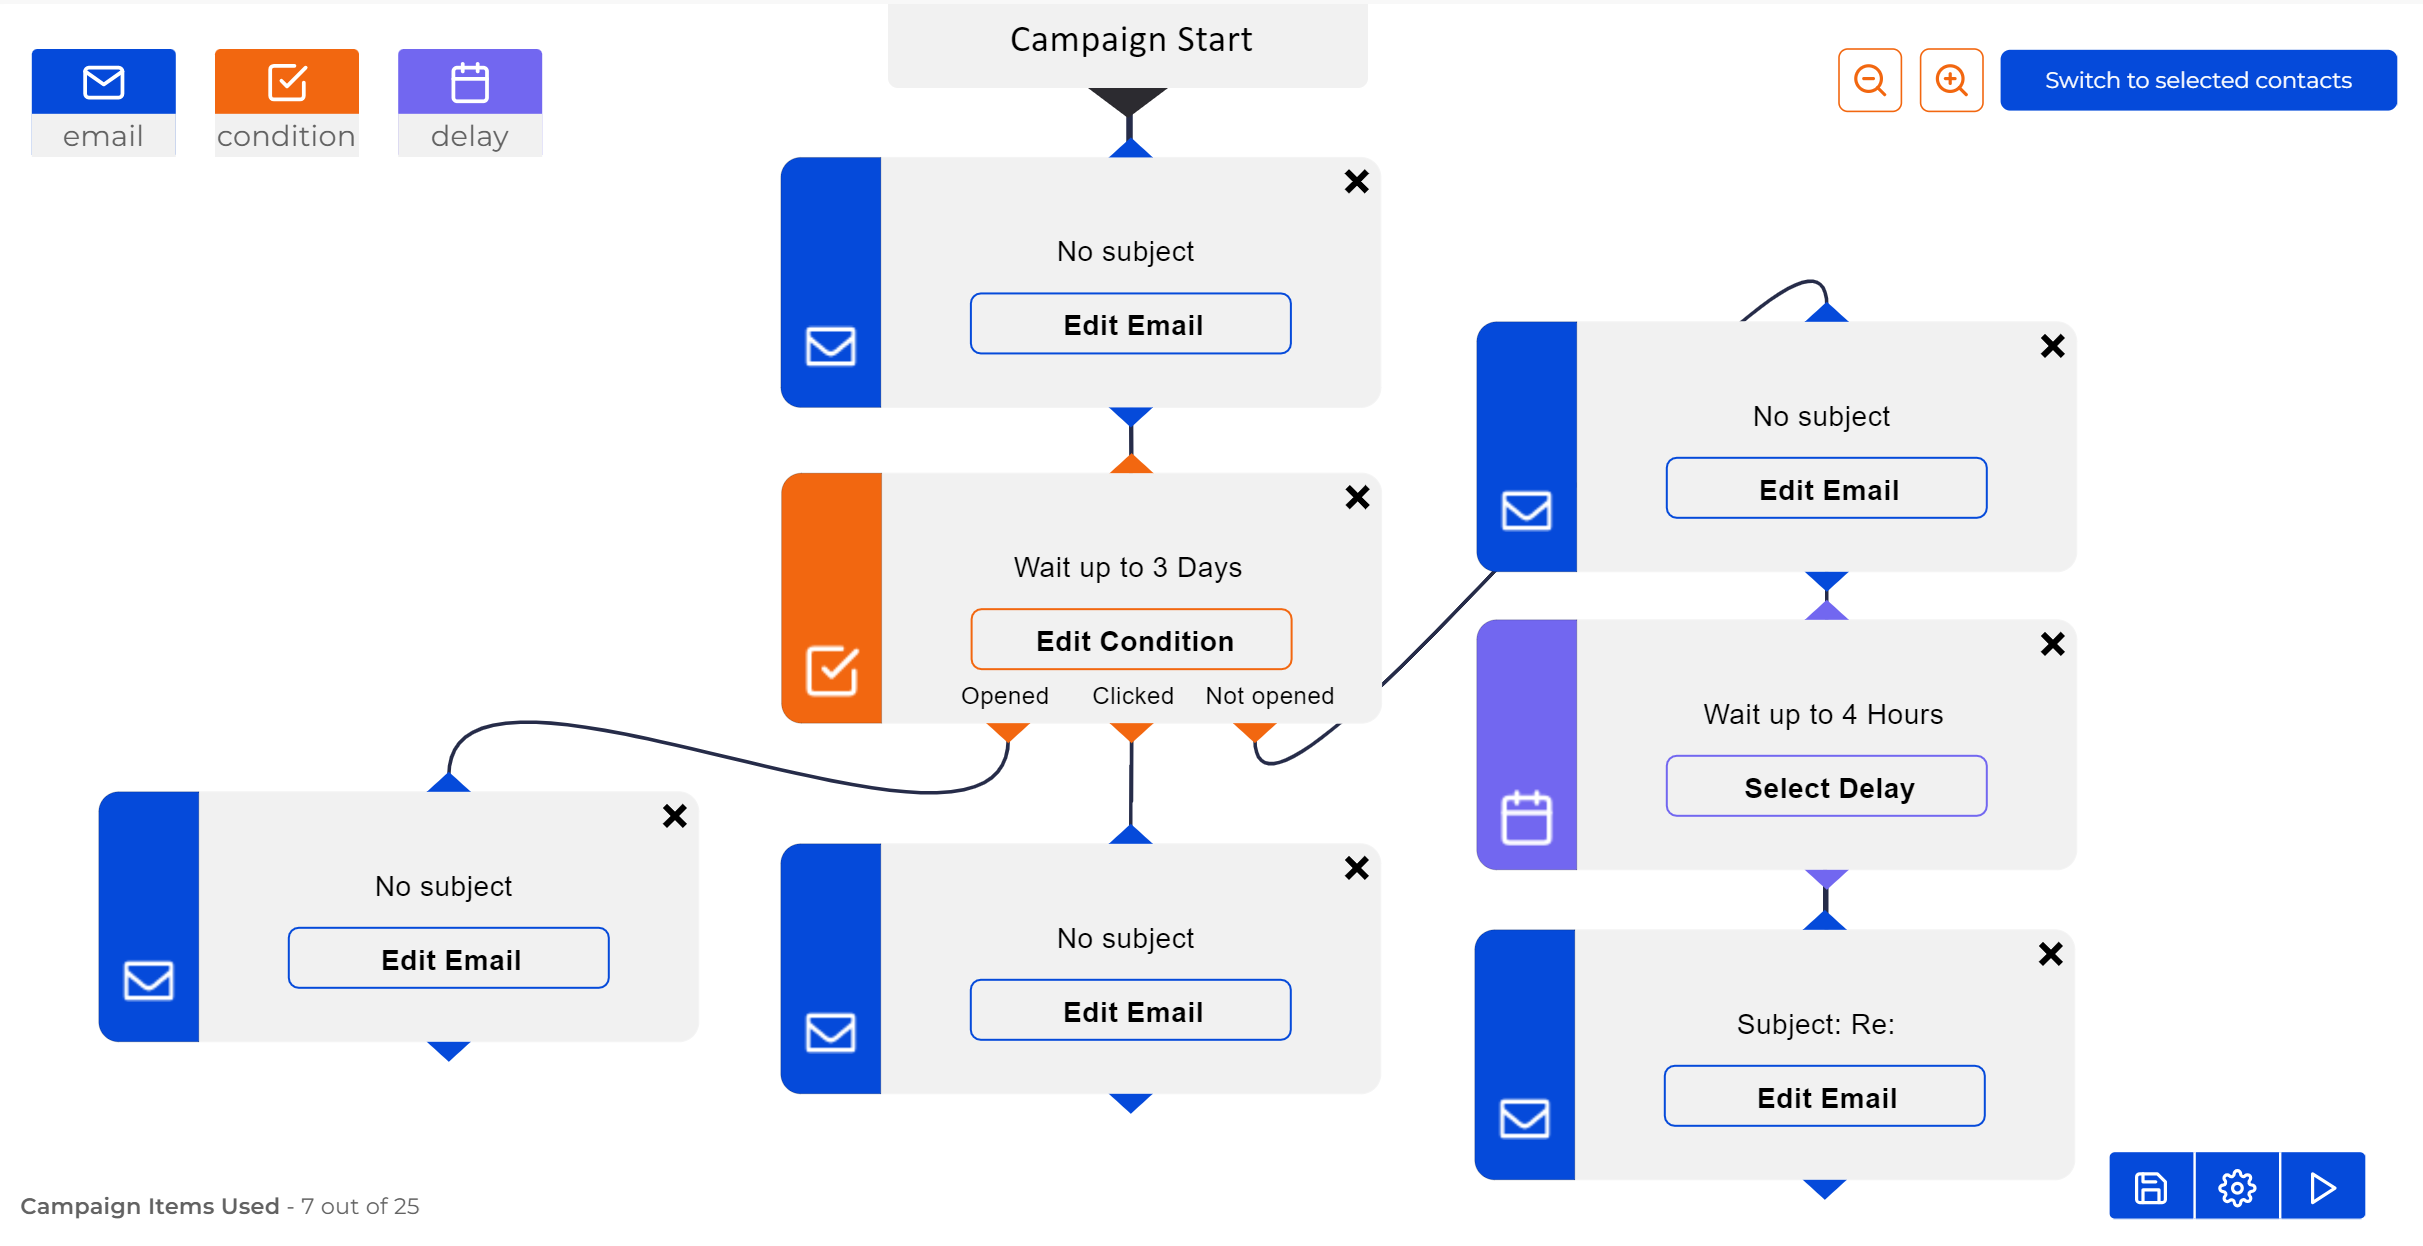 Campaign Start
email
condition
delay
Switch to selected contacts
No subject
Edit Email
No subject
Edit Email
Wait up to 3 Days
Edit Condition
Opened
Clicked
Not opened
Wait up to 4 Hours
Select Delay
No subject
Edit Email
No subject
Edit Email
Subject: Re:
Edit Email
Campaign Items Used - 7 out of 25